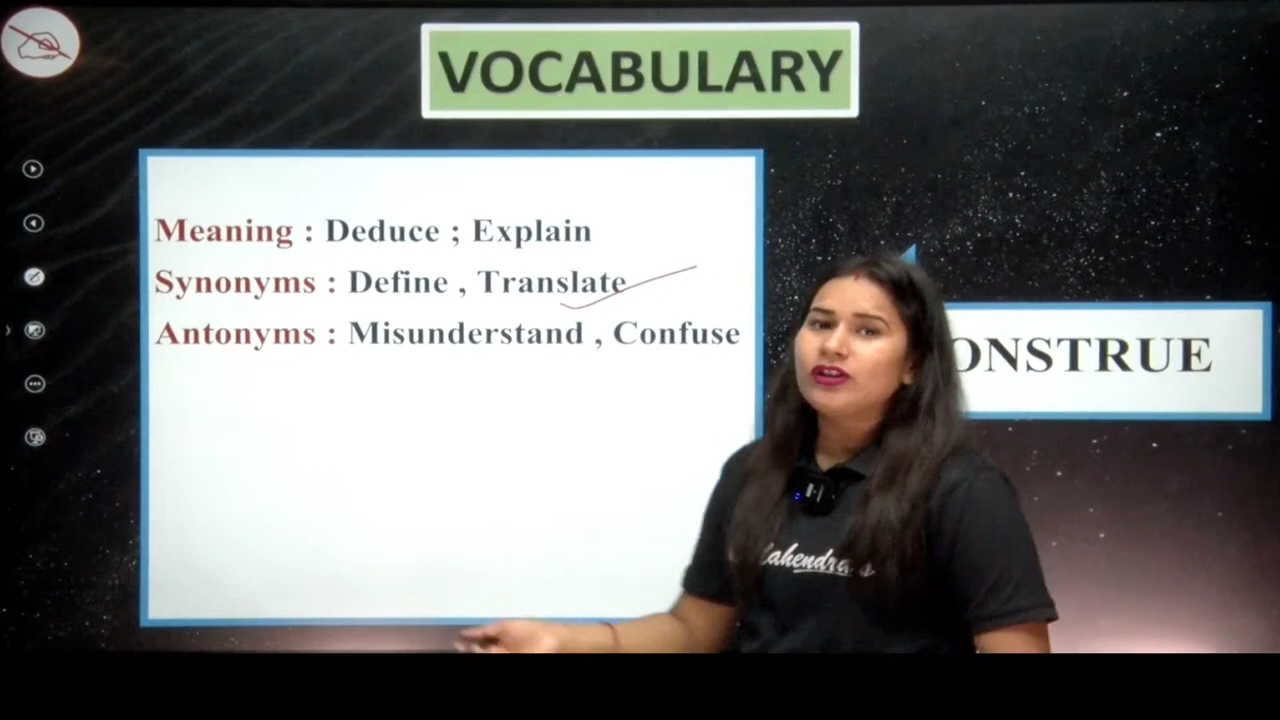 VOCABULARY
Meaning : Deduce ; Explain
Synonyms : Define , Translate
Antonyms : Misunderstand , Confuse
ONSTRUE